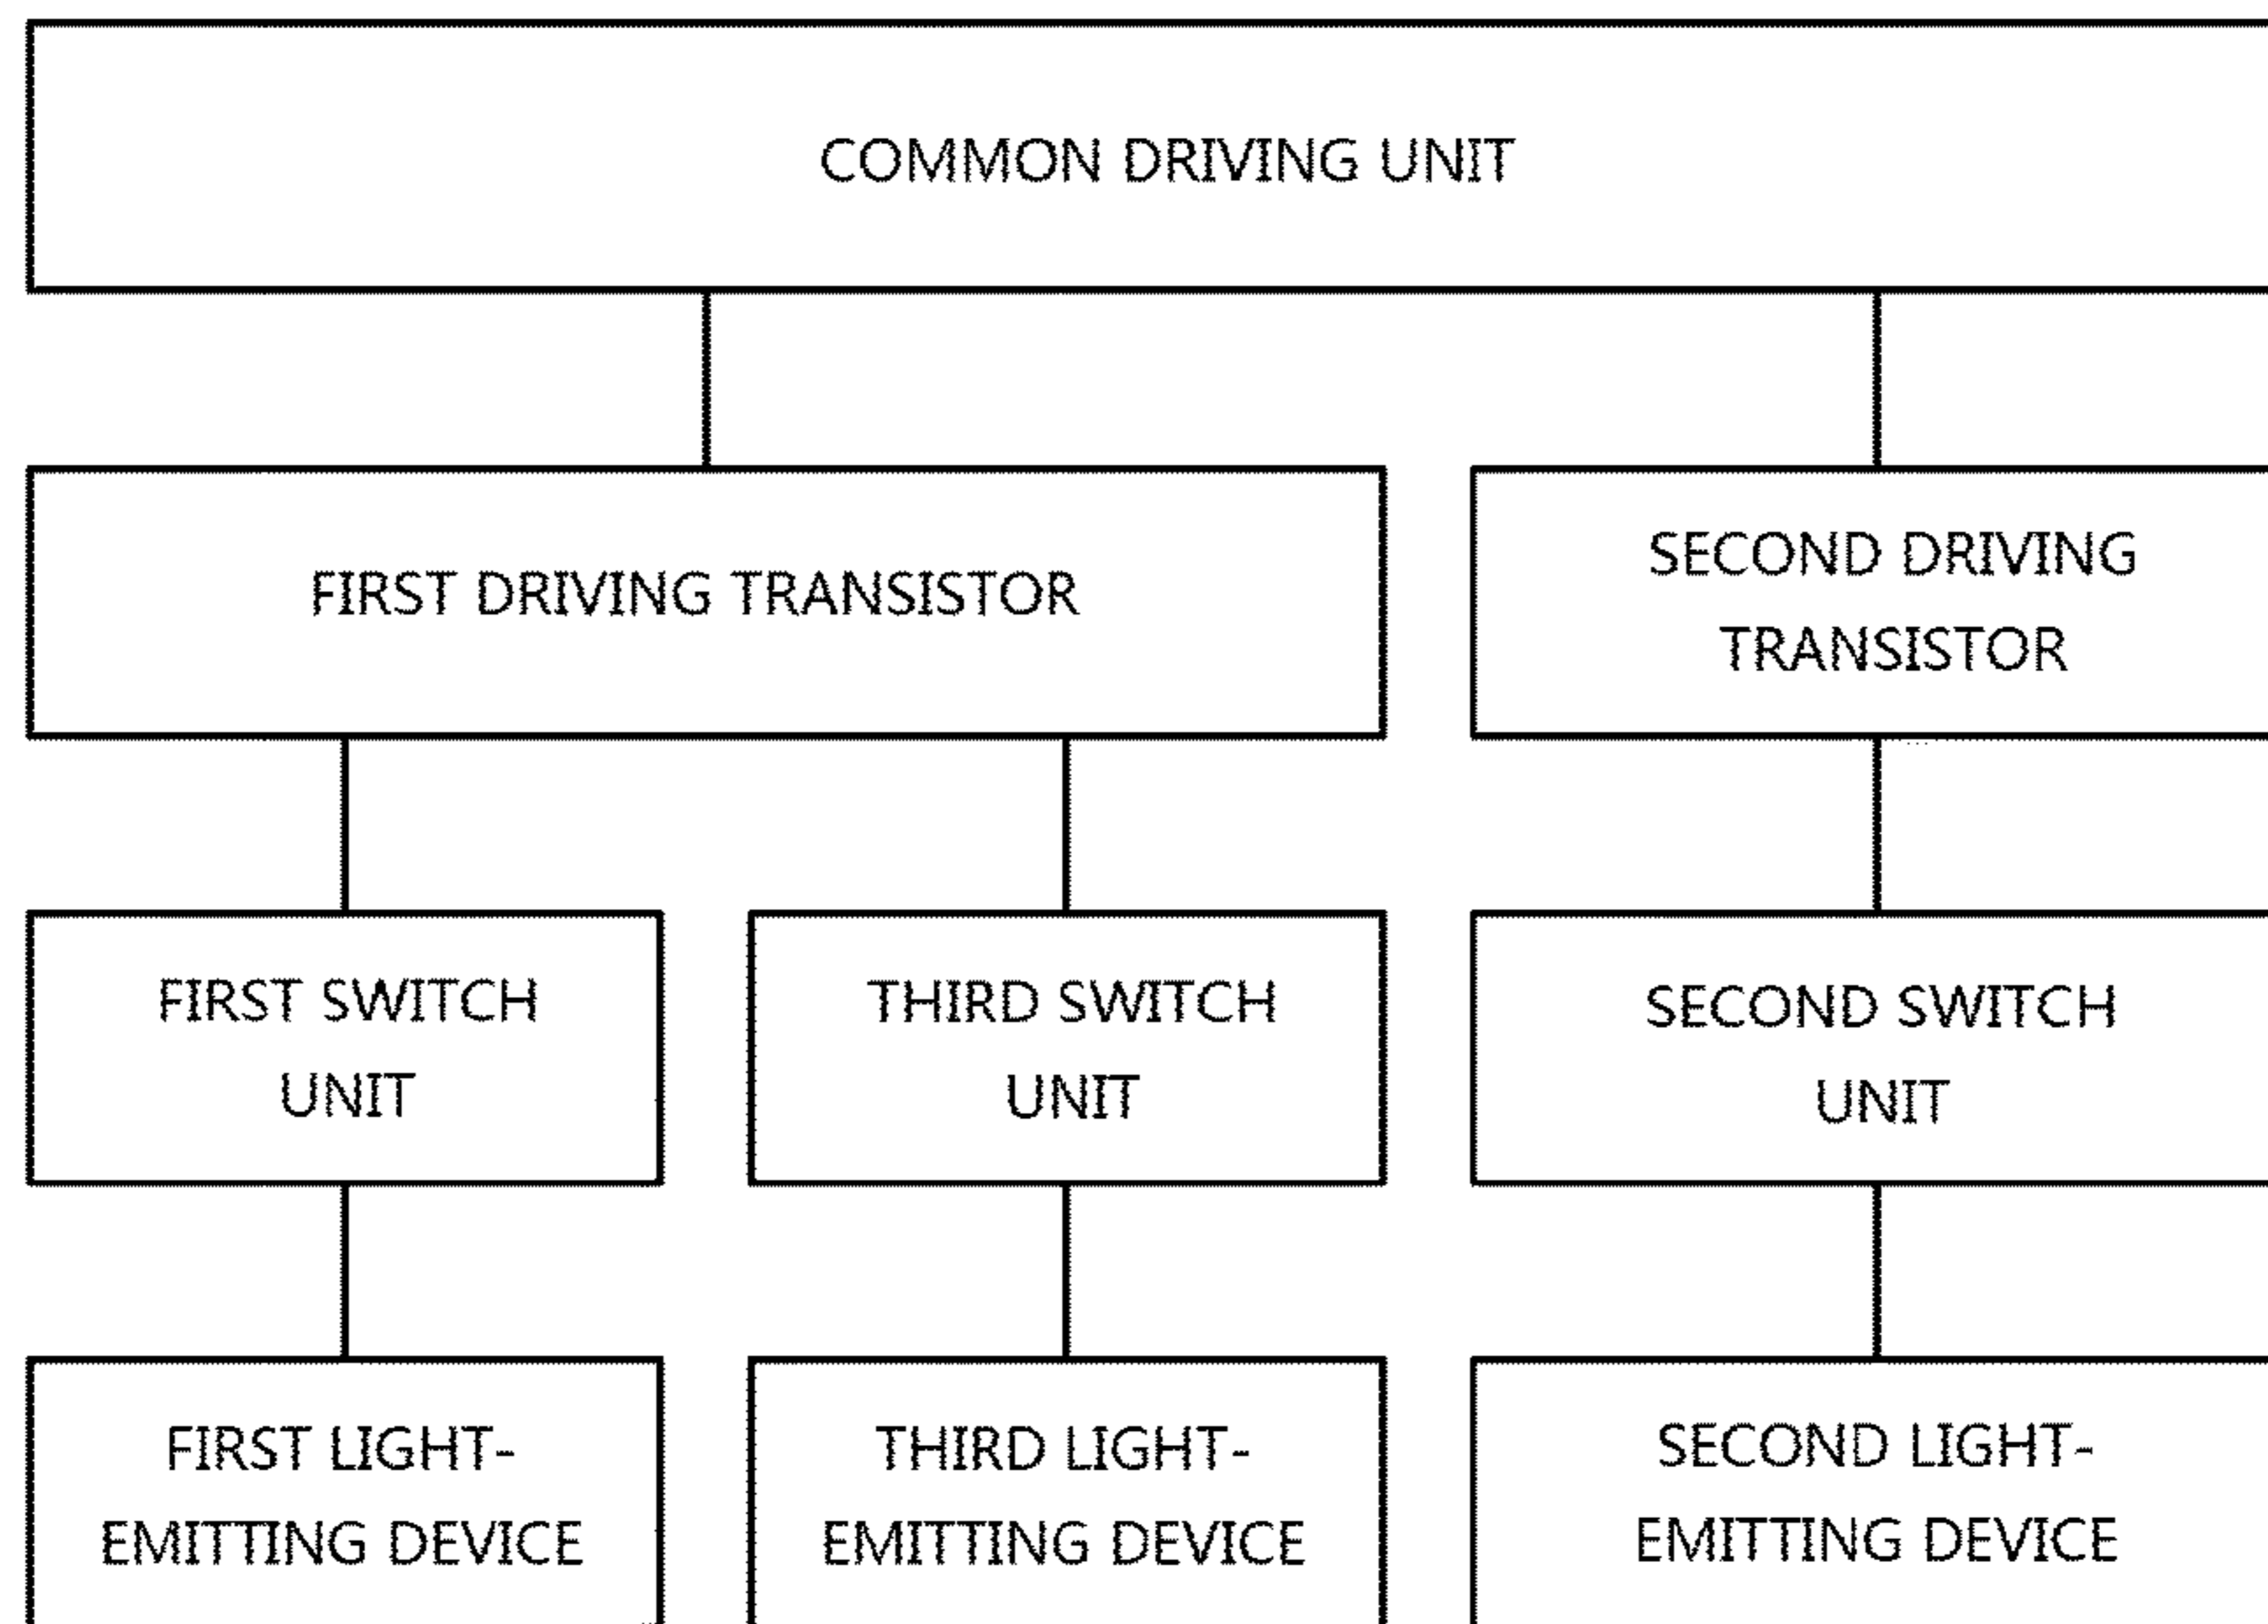 COMMON DRIVING UNIT
FIRST DRIVING TRANSISTOR
SECOND DRIVING
TRANSISTOR
FIRST SWITCH
UNIT
THIRD SWITCH
UNIT
SECOND SWITCH
UNIT
FIRST LIGHT-
EMITTING DEVICE
THIRD LIGHT-
EMITTING DEVICE
SECOND LIGHT-
EMITTING DEVICE